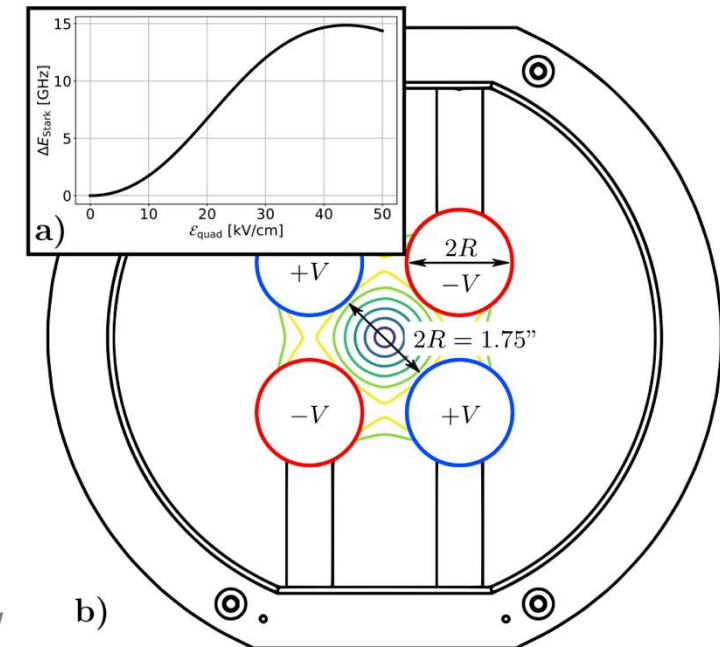 15
10
5
0
ΔE_Stark [GHz]
0 10 20 30 40 50
ℰ_quad [kV/cm]
a)
+V
2R
−V
2R = 1.75”
−V
+V
b)